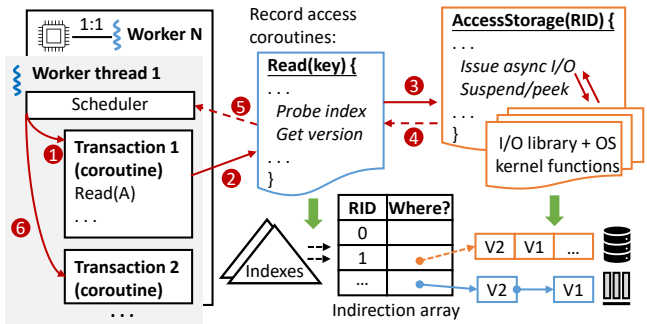 1:1
Worker N
Worker thread 1
Scheduler
1
Transaction 1
(coroutine)
Read(A)
. . .
6
Transaction 2
(coroutine)
. . .
Record access
coroutines:
Read(key) {
. . .
Probe index
Get version
. . .
}
5
2
3
4
AccessStorage(RID) {
. . .
Issue async I/O
Suspend/peek
. . .
}
I/O library + OS
kernel functions
Indexes
RID Where?
0
1
...
Indirection array
V2 V1 ...
V2 V1